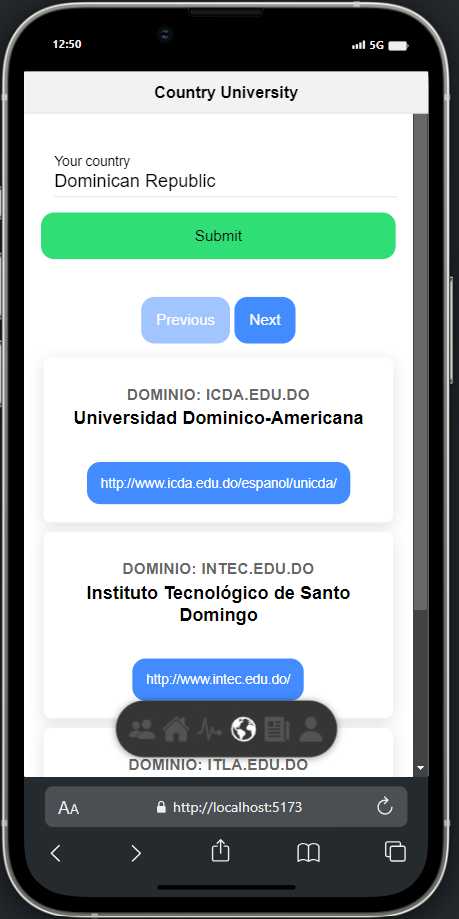 12:50
5G
Country University
Your country
Dominican Republic
Submit
Previous
Next
DOMINIO: ICDA.EDU.DO
Universidad Dominico-Americana
http://www.icda.edu.do/espanol/unicda/
DOMINIO: INTEC.EDU.DO
Instituto Tecnológico de Santo
Domingo
http://www.intec.edu.do/
DOMINIO: ITLA.EDU.DO
AA
http://localhost:5173